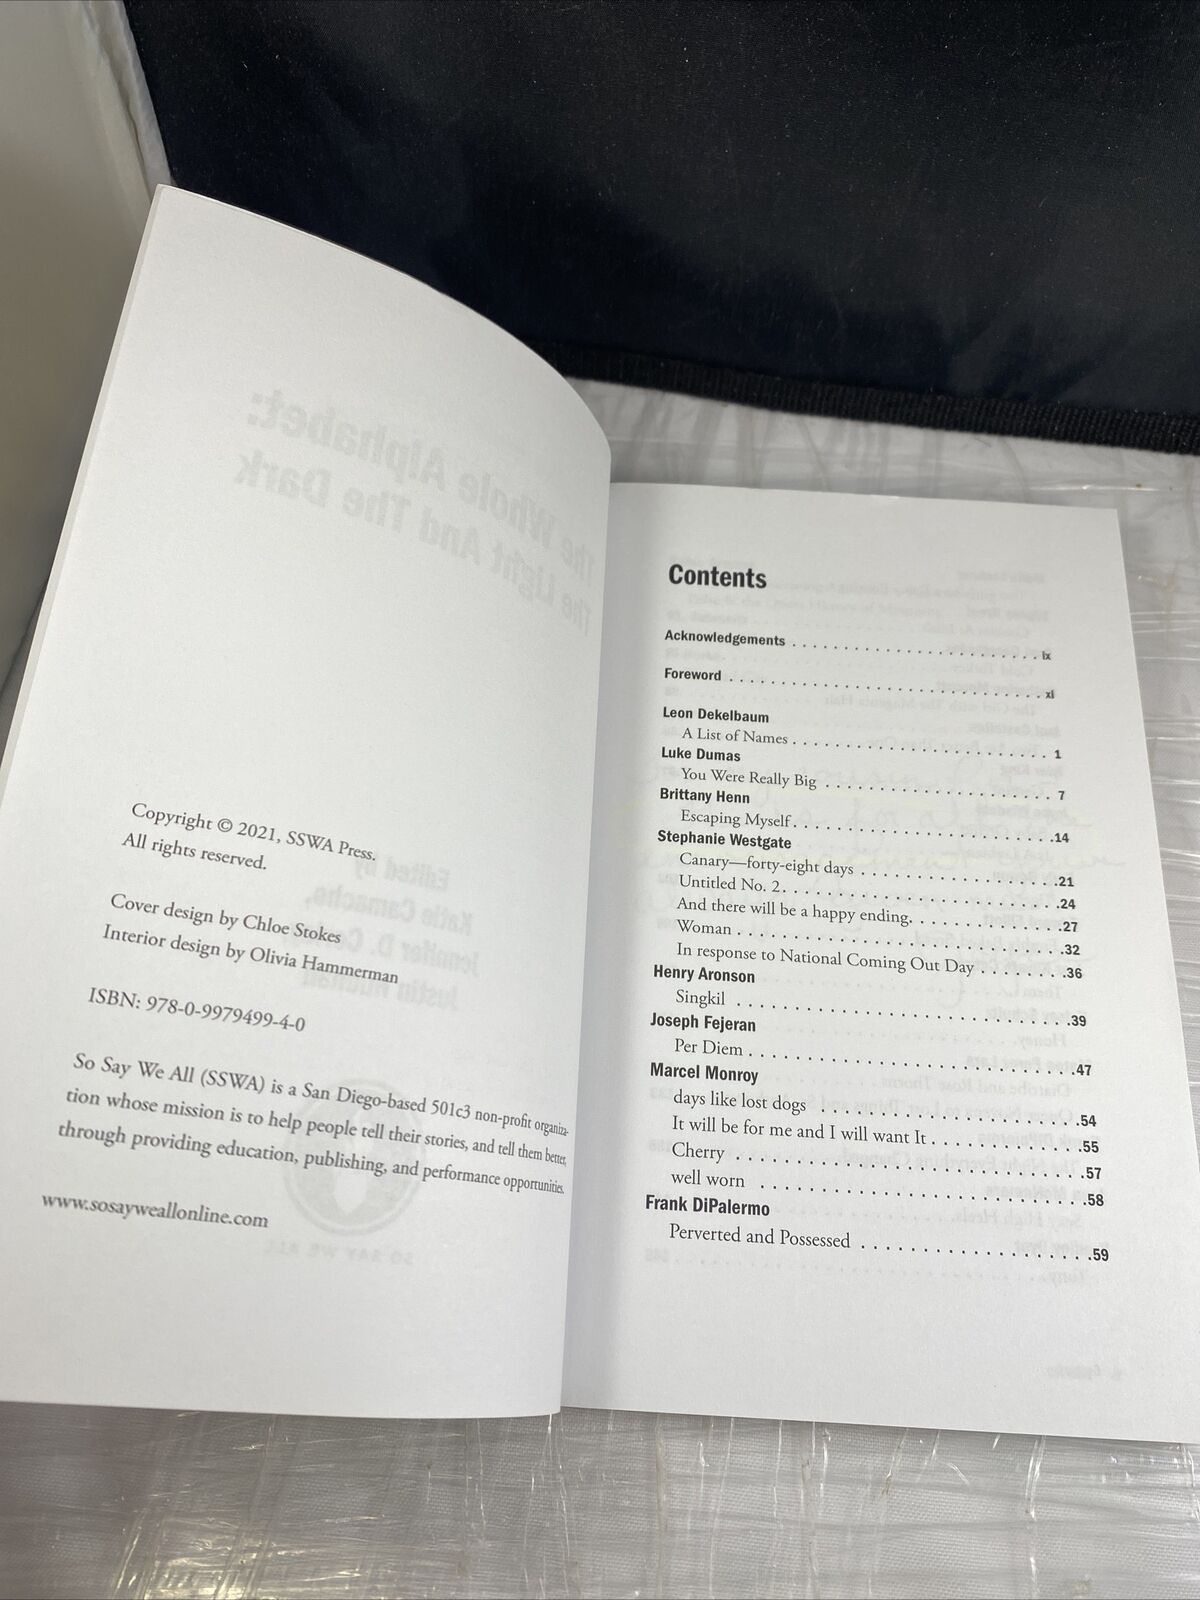 Copyright © 2021, SSWA Press.
All rights reserved.
Cover design by Chloe Stokes
Interior design by Olivia Hammerman
ISBN: 978-0-9979499-4-0
So Say We All (SSWA) is a San Diego-based 501c3 non-profit organiza-
tion whose mission is to help people tell their stories, and tell them better,
through providing education, publishing, and performance opportunities.
www.sosayweallonline.com
Contents
Acknowledgements . . . . . . . . . . . . . . . . . . . . . . . . ix
Foreword . . . . . . . . . . . . . . . . . . . . . . . . . . . . . xi
Leon Dekelbaum
A List of Names . . . . . . . . . . . . . . . . . . . . . . . . 1
Luke Dumas
You Were Really Big . . . . . . . . . . . . . . . . . . . . . 7
Brittany Henn
Escaping Myself . . . . . . . . . . . . . . . . . . . . . . . .14
Stephanie Westgate
Canary—forty-eight days . . . . . . . . . . . . . . . . . .21
Untitled No. 2. . . . . . . . . . . . . . . . . . . . . . . . .24
And there will be a happy ending. . . . . . . . . . . . . .27
Woman . . . . . . . . . . . . . . . . . . . . . . . . . . . . .32
In response to National Coming Out Day . . . . . . . .36
Henry Aronson
Singkil . . . . . . . . . . . . . . . . . . . . . . . . . . . . .39
Joseph Fejeran
Per Diem . . . . . . . . . . . . . . . . . . . . . . . . . . . .47
Marcel Monroy
days like lost dogs . . . . . . . . . . . . . . . . . . . . . .54
It will be for me and I will want It . . . . . . . . . . . . .55
Cherry . . . . . . . . . . . . . . . . . . . . . . . . . . . . .57
well worn . . . . . . . . . . . . . . . . . . . . . . . . . . .58
Frank DiPalermo
Perverted and Possessed . . . . . . . . . . . . . . . . . . .59